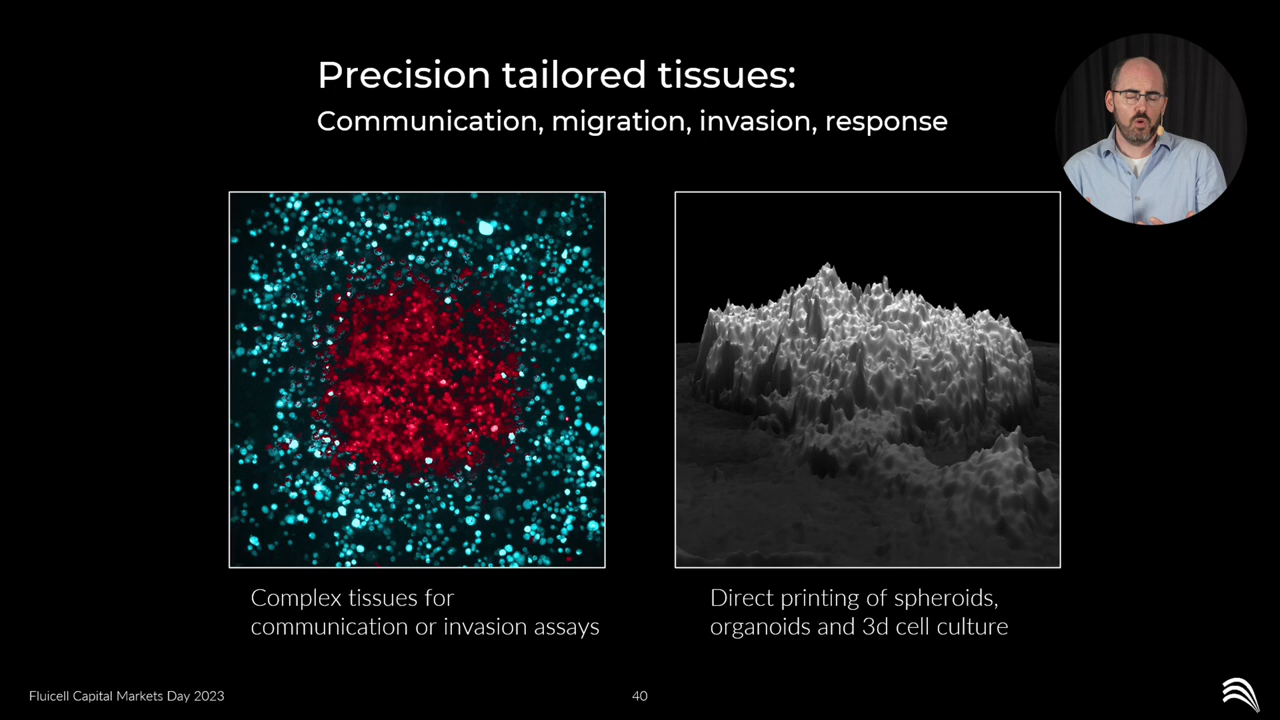 Precision tailored tissues:
Communication, migration, invasion, response
Complex tissues for
communication or invasion assays
Direct printing of spheroids,
organoids and 3d cell culture
Fluicell Capital Markets Day 2023
40